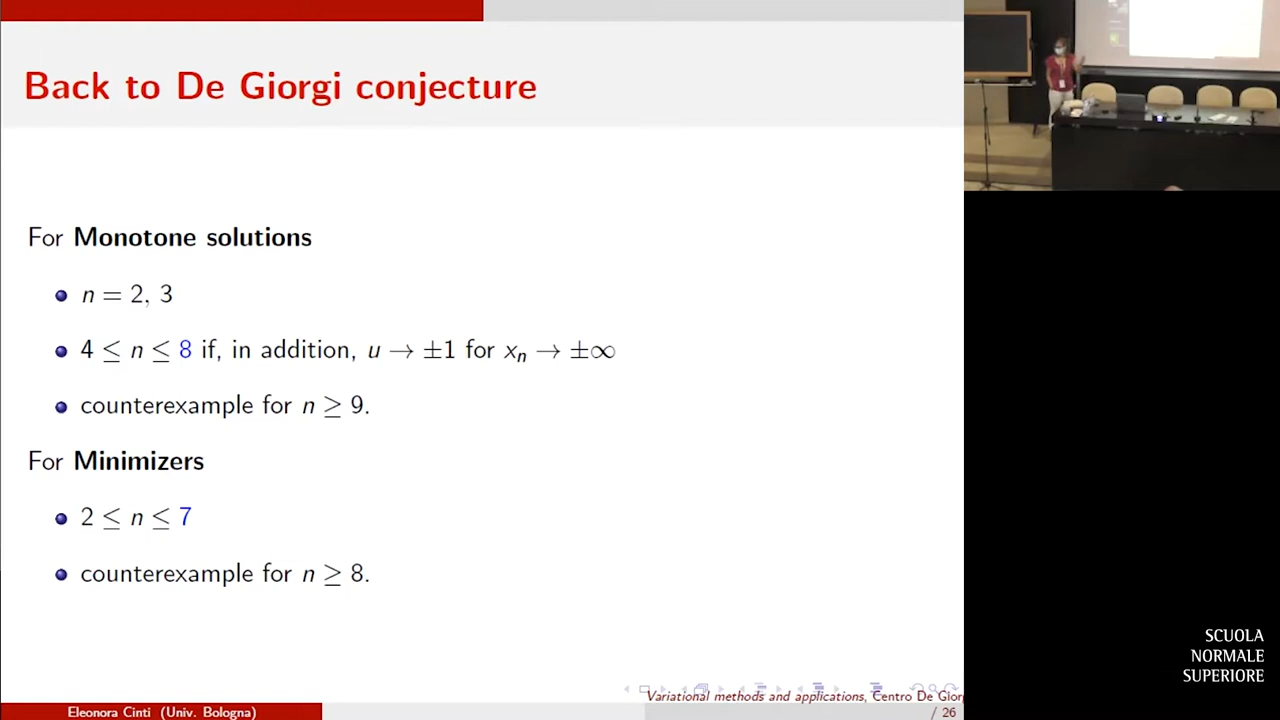 Back to De Giorgi conjecture
For Monotone solutions
n = 2, 3
4 ≤ n ≤ 8 if, in addition, u → ±1 for xₙ → ±∞
counterexample for n ≥ 9.
For Minimizers
2 ≤ n ≤ 7
counterexample for n ≥ 8.
Variational methods and applications, Centro De Giorg
Eleonora Cinti (Univ. Bologna)
/ 26
SCUOLA
NORMALE
SUPERIORE